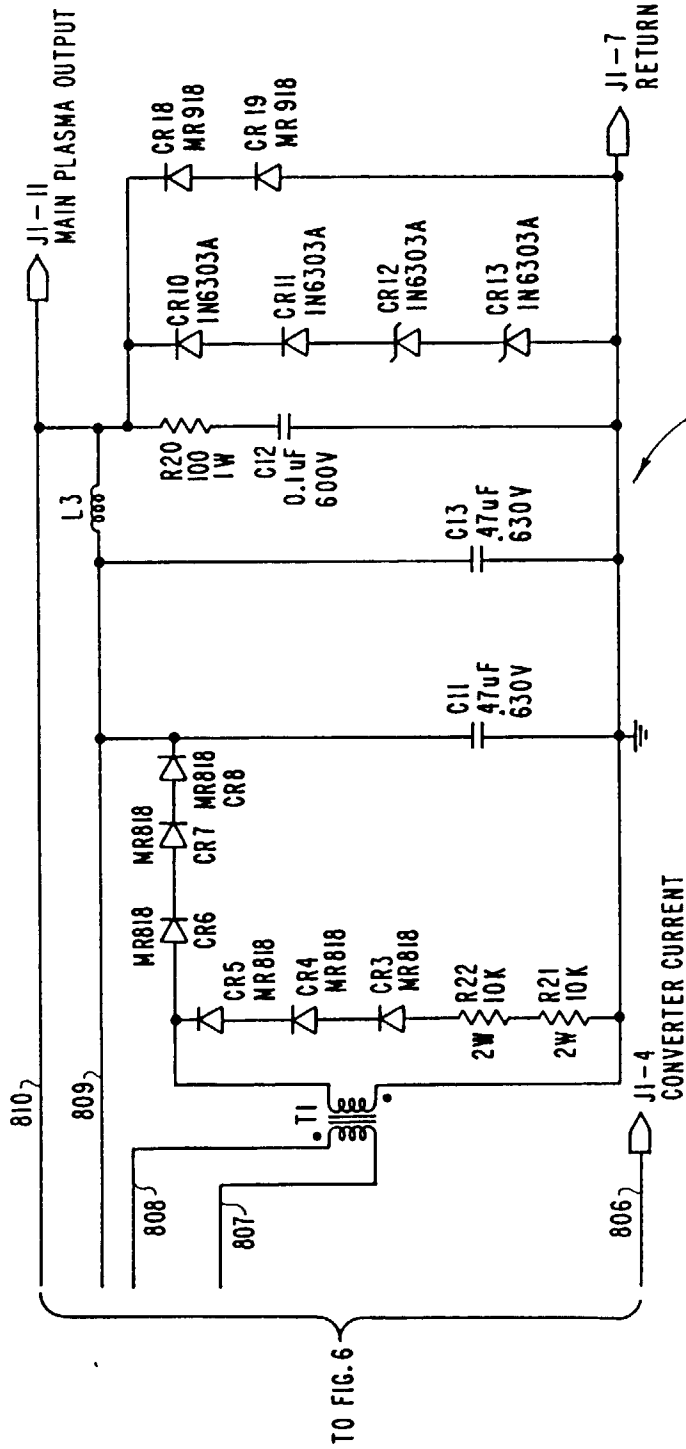 810
809
808
807
806
TO FIG. 6
J1-11
MAIN PLASMA OUTPUT
J1-7
RETURN
J1-4
CONVERTER CURRENT
T1
MR818
CR6
MR818
CR7
MR818
CR8
CR5
MR818
CR4
MR818
CR3
MR818
R22
10K
2W
R21
10K
2W
C11
.47uF
630V
C13
.47uF
630V
L3
R20
100
1W
C12
0.1uF
600V
CR10
1N6303A
CR11
1N6303A
CR12
1N6303A
CR13
1N6303A
CR18
MR918
CR19
MR918